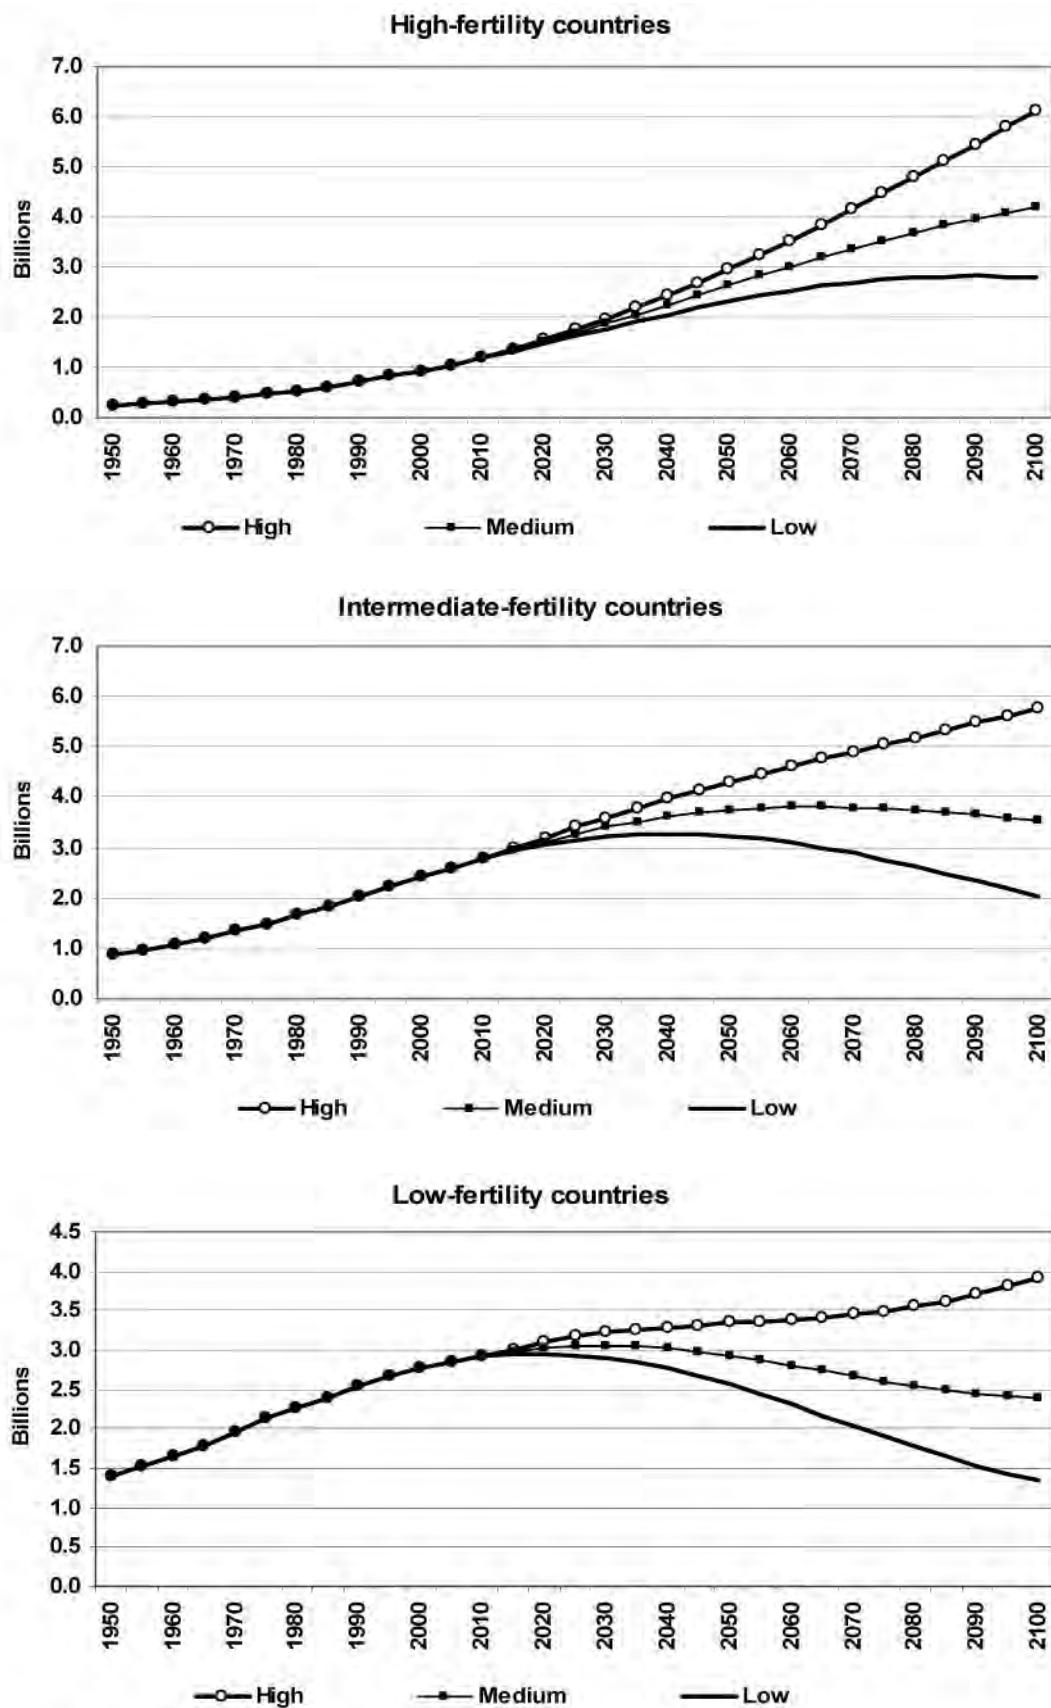 High-fertility countries
7.0
6.0
5.0
4.0
3.0
2.0
1.0
0.0
Billions
1950 1960 1970 1980 1990 2000 2010 2020 2030 2040 2050 2060 2070 2080 2090 2100
High Medium Low
Intermediate-fertility countries
7.0
6.0
5.0
4.0
3.0
2.0
1.0
0.0
Billions
1950 1960 1970 1980 1990 2000 2010 2020 2030 2040 2050 2060 2070 2080 2090 2100
High Medium Low
Low-fertility countries
4.5
4.0
3.5
3.0
2.5
2.0
1.5
1.0
0.5
0.0
Billions
1950 1960 1970 1980 1990 2000 2010 2020 2030 2040 2050 2060 2070 2080 2090 2100
High Medium Low